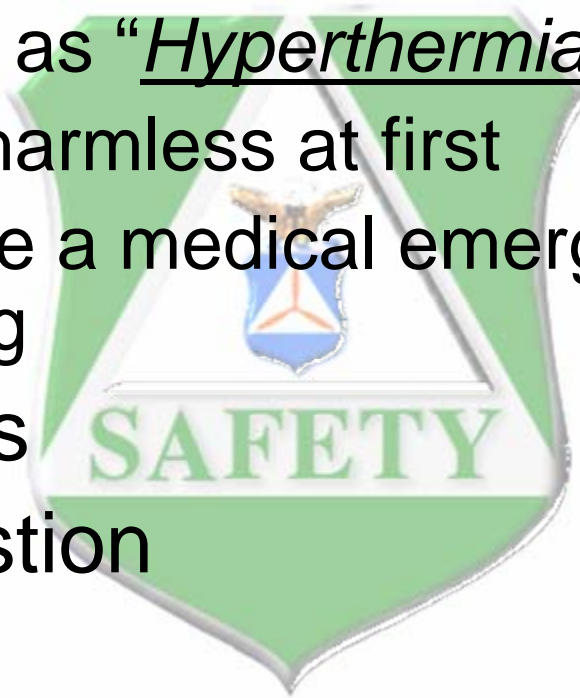 as “Hyperthermia
harmless at first
e a medical emerg
g
s
SAFETY
stion